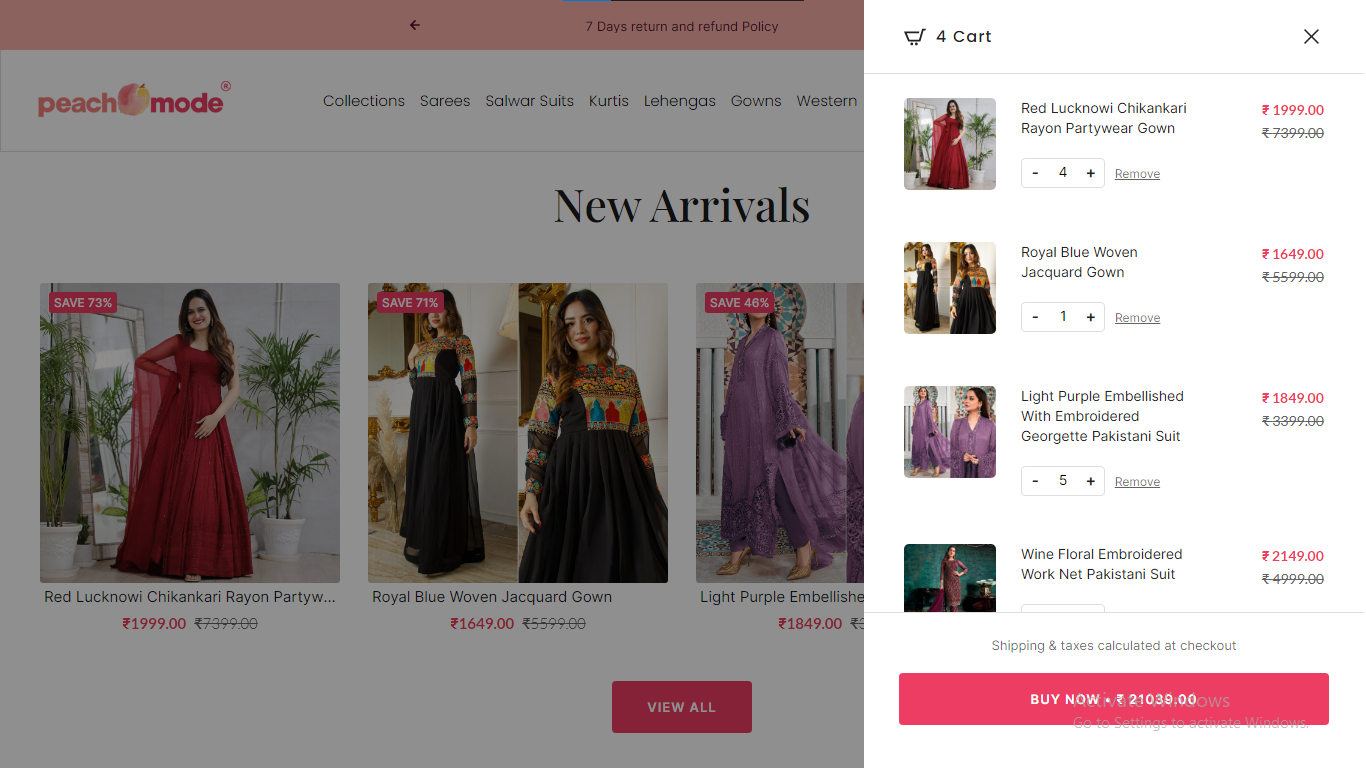 7 Days return and refund Policy
peach mode ®
Collections Sarees Salwar Suits Kurtis Lehengas Gowns Western
New Arrivals
SAVE 73%
SAVE 71%
SAVE 46%
Red Lucknowi Chikankari Rayon Partyw...
₹1999.00 ₹7399.00
Royal Blue Woven Jacquard Gown
₹1649.00 ₹5599.00
Light Purple Embellishe
₹1849.00
VIEW ALL
4 Cart
Red Lucknowi Chikankari
Rayon Partywear Gown
₹ 1999.00
₹ 7399.00
- 4 + Remove
Royal Blue Woven
Jacquard Gown
₹ 1649.00
₹ 5599.00
- 1 + Remove
Light Purple Embellished
With Embroidered
Georgette Pakistani Suit
₹ 1849.00
₹ 3399.00
- 5 + Remove
Wine Floral Embroidered
Work Net Pakistani Suit
₹ 2149.00
₹ 4999.00
Shipping & taxes calculated at checkout
BUY NOW • ₹ 21039.00
Activate Windows
Go to Settings to activate Windows.